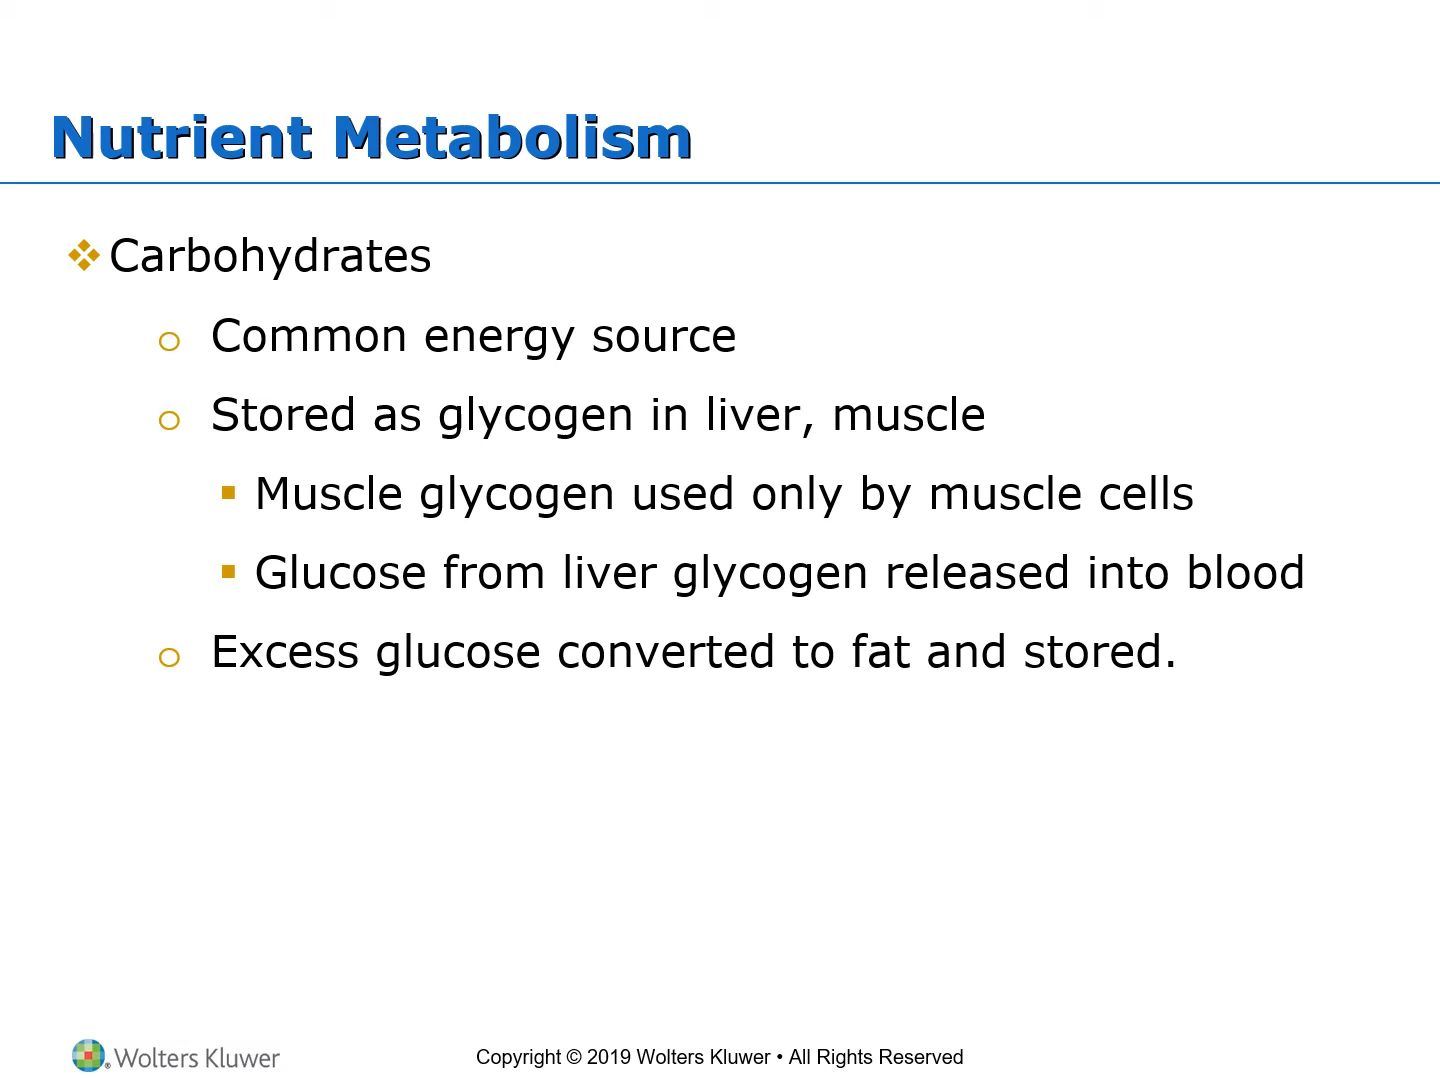 Nutrient Metabolism
❖Carbohydrates
o Common energy source
o Stored as glycogen in liver, muscle
▪ Muscle glycogen used only by muscle cells
▪ Glucose from liver glycogen released into blood
o Excess glucose converted to fat and stored.
® Wolters Kluwer
Copyright © 2019 Wolters Kluwer • All Rights Reserved